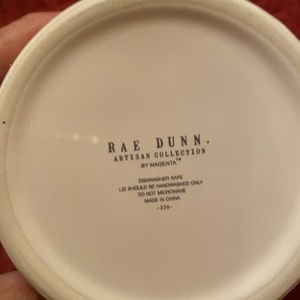 RAE DUNN.
ARTISAN COLLECTION
BY MAGENTA™
DISHWASHER SAFE
LID SHOULD BE HANDWASHED ONLY
DO NOT MICROWAVE
MADE IN CHINA